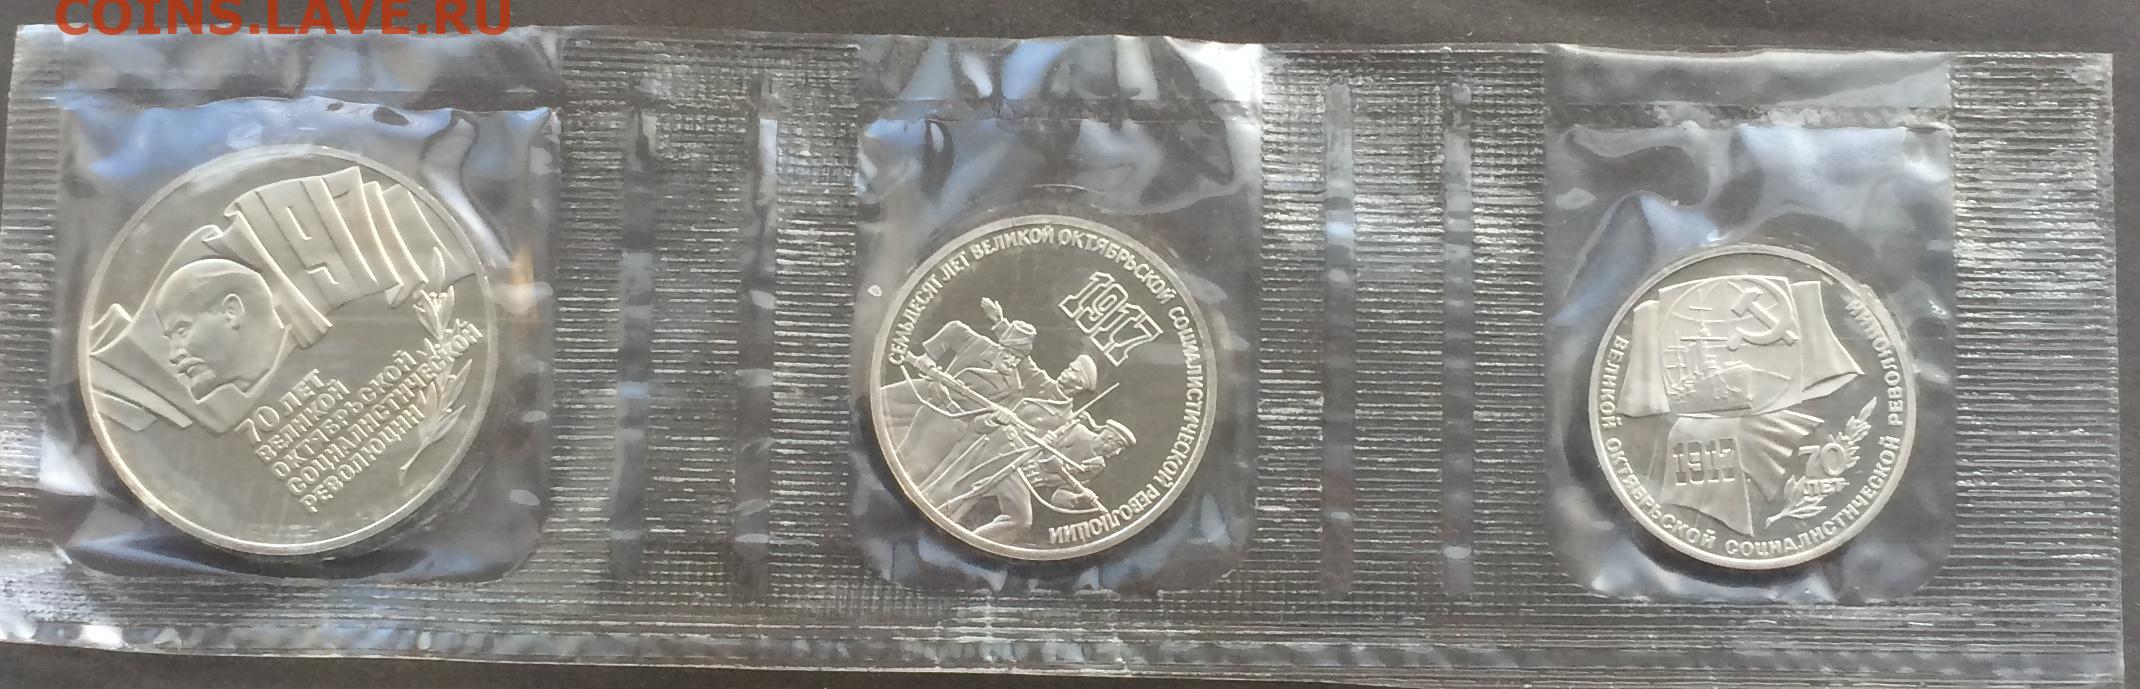 COINS.LAVE.RU
1917
70 ЛЕТ
ВЕЛИКОЙ
ОКТЯБРЬСКОЙ
СОЦИАЛИСТИЧЕСКОЙ
РЕВОЛЮЦИИ
СЕМЬДЕСЯТ ЛЕТ ВЕЛИКОЙ ОКТЯБРЬСКОЙ СОЦИАЛИСТИЧЕСКОЙ РЕВОЛЮЦИИ
1917
1917
70
ЛЕТ
ВЕЛИКОЙ ОКТЯБРЬСКОЙ СОЦИАЛИСТИЧЕСКОЙ РЕВОЛЮЦИИ